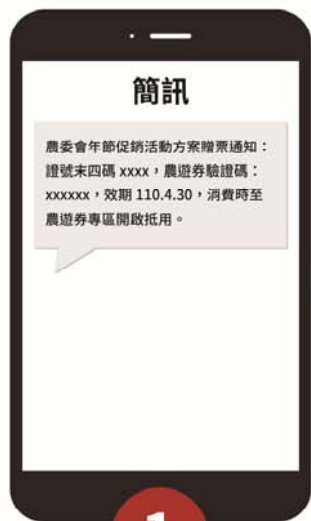 簡訊
農委會年節促銷活動方案贈票通知：
證號末四碼 xxxx，農遊券驗證碼：
xxxxxx，效期 110.4.30，消費時至
農遊券專區開啟抵用。
1